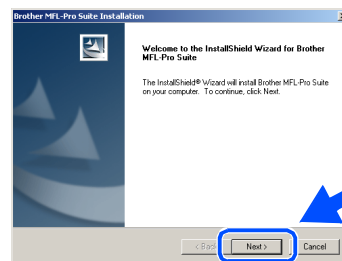 Brother MFL-Pro Suite Installa
Welcome to the InstallShield Wizard for Brother
MFL-Pro Suite
The InstallShield® Wizard will install Brother MFL-Pro Suite
on your computer. To continue, click Next.
< Back
Next >
Cancel